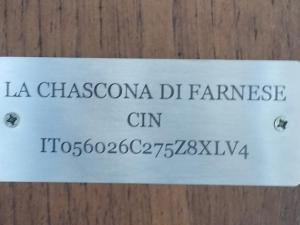 LA CHASCONA DI FARNESE
CIN
IT056026C275Z8XLV4